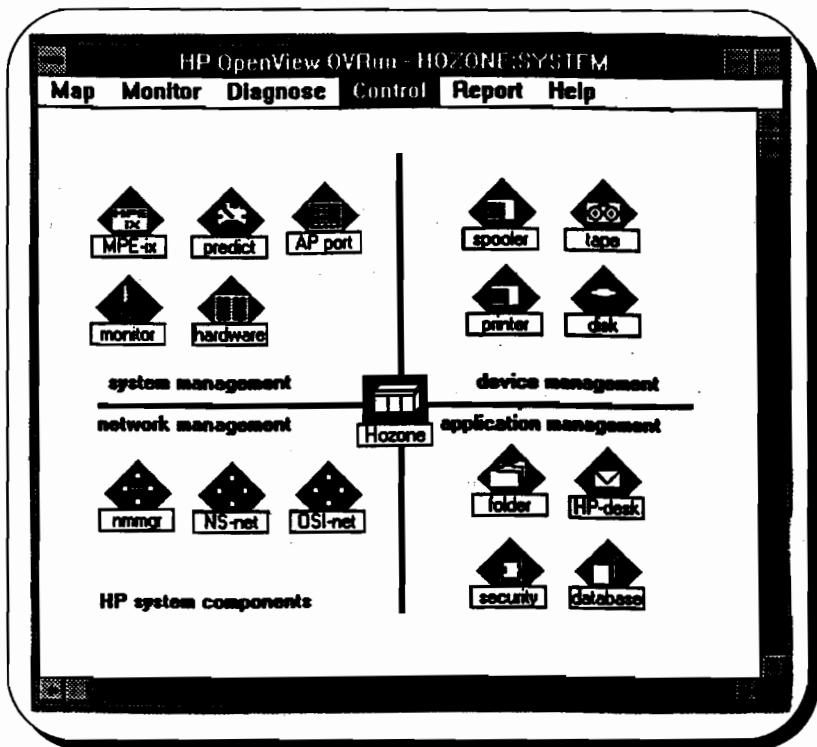 HP OpenView OVRun - HOZONE:SYSTEM
Map Monitor Diagnose Control Report Help
MPE ix
MPE-ix predict AP port
spooler tape
monitor hardware
printer disk
system management
device management
Hozone
network management
application management
nmmgr NS-net OSI-net
folder HP-desk
security database
HP system components